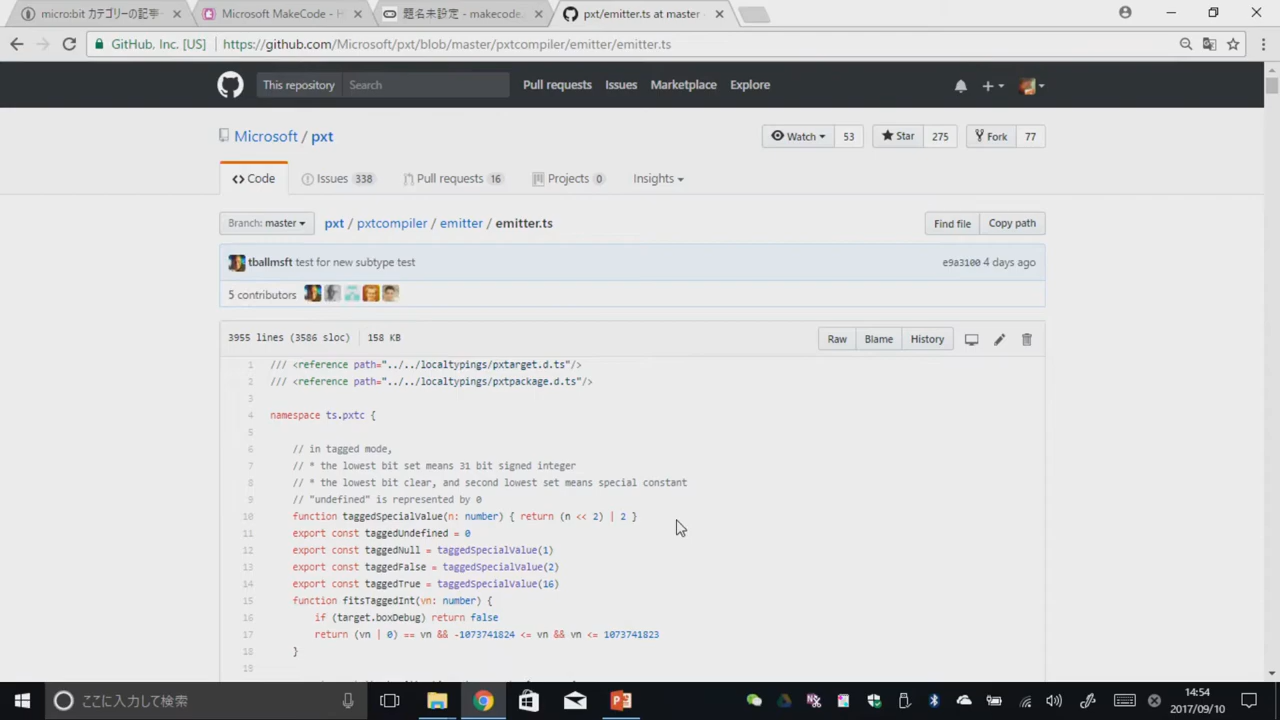 micro:bit カテゴリーの記事
Microsoft MakeCode - H
題名未設定 - makecode.
pxt/emitter.ts at master
GitHub, Inc. [US]
https://github.com/Microsoft/pxt/blob/master/pxtcompiler/emitter/emitter.ts
This repository
Search
Pull requests
Issues
Marketplace
Explore
Microsoft / pxt
Watch
53
Star
275
Fork
77
<> Code
Issues 338
Pull requests 16
Projects 0
Insights
Branch: master
pxt / pxtcompiler / emitter / emitter.ts
Find file
Copy path
tballmsft test for new subtype test
e9a3100 4 days ago
5 contributors
3955 lines (3586 sloc)
158 KB
Raw
Blame
History
1 /// <reference path="../../localtypings/pxtarget.d.ts"/>
2 /// <reference path="../../localtypings/pxtpackage.d.ts"/>
3
4 namespace ts.pxtc {
5
6 // in tagged mode,
7 // * the lowest bit set means 31 bit signed integer
8 // * the lowest bit clear, and second lowest set means special constant
9 // "undefined" is represented by 0
10 function taggedSpecialValue(n: number) { return (n << 2) | 2 }
11 export const taggedUndefined = 0
12 export const taggedNull = taggedSpecialValue(1)
13 export const taggedFalse = taggedSpecialValue(2)
14 export const taggedTrue = taggedSpecialValue(16)
15 function fitsTaggedInt(vn: number) {
16 if (target.boxDebug) return false
17 return (vn | 0) == vn && -1073741824 <= vn && vn <= 1073741823
18 }
19
ここに入力して検索
14:54
2017/09/10